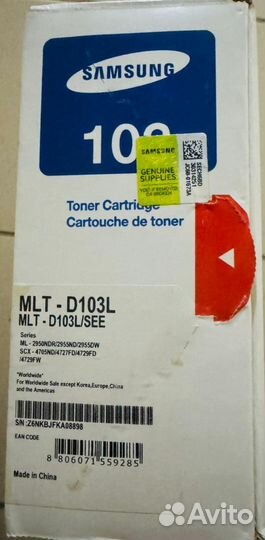 SAMSUNG
SAMSUNG
GENUINE
SUPPLIES
Toner Cartridge
Cartouche de toner
MLT - D103L
MLT - D103L/SEE
Series
ML - 2950NDR/2955ND/2955DW
SCX - 4705ND/4727FD/4729FD
/4729FW
"Worldwide"
For Worldwide Sale except Korea,Europe,China
and the Americas
S/N :Z6NKBJFKA08898
EAN CODE
8 806071 559285
Made in China
Avito